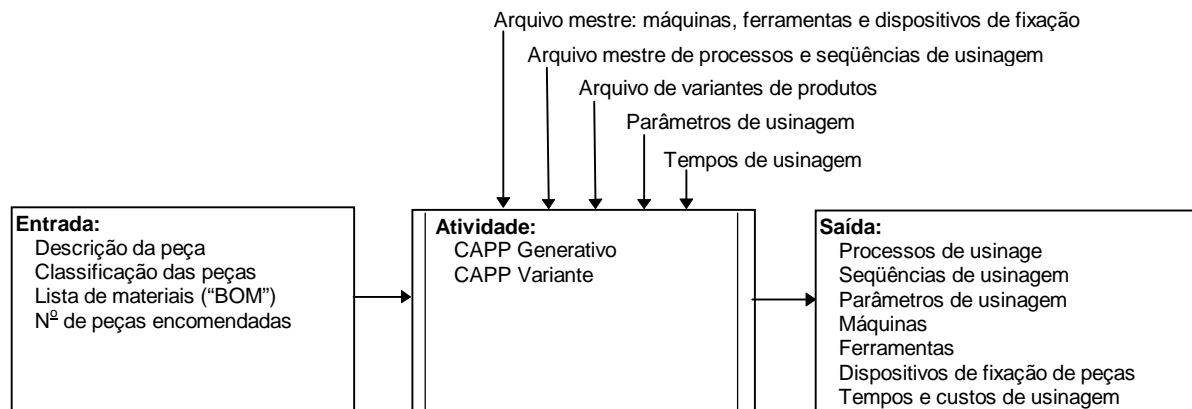 Arquivo mestre: máquinas, ferramentas e dispositivos de fixação
Arquivo mestre de processos e seqüências de usinagem
Arquivo de variantes de produtos
Parâmetros de usinagem
Tempos de usinagem
Entrada:
Descrição da peça
Classificação das peças
Lista de materiais (“BOM”)
Nº de peças encomendadas
Atividade:
CAPP Generativo
CAPP Variante
Saída:
Processos de usinage
Seqüências de usinagem
Parâmetros de usinagem
Máquinas
Ferramentas
Dispositivos de fixação de peças
Tempos e custos de usinagem